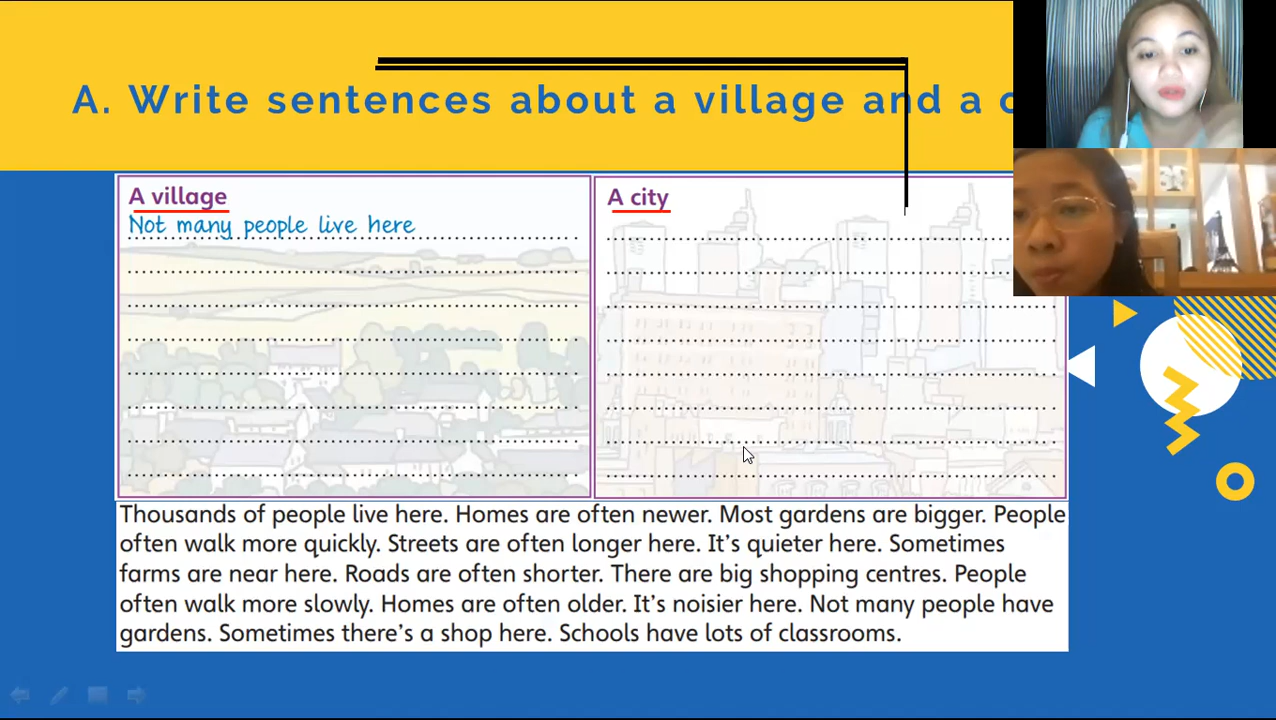 A. Write sentences about a village and a c
A village
Not many people live here
A city
Thousands of people live here. Homes are often newer. Most gardens are bigger. People
often walk more quickly. Streets are often longer here. It's quieter here. Sometimes
farms are near here. Roads are often shorter. There are big shopping centres. People
often walk more slowly. Homes are often older. It's noisier here. Not many people have
gardens. Sometimes there's a shop here. Schools have lots of classrooms.